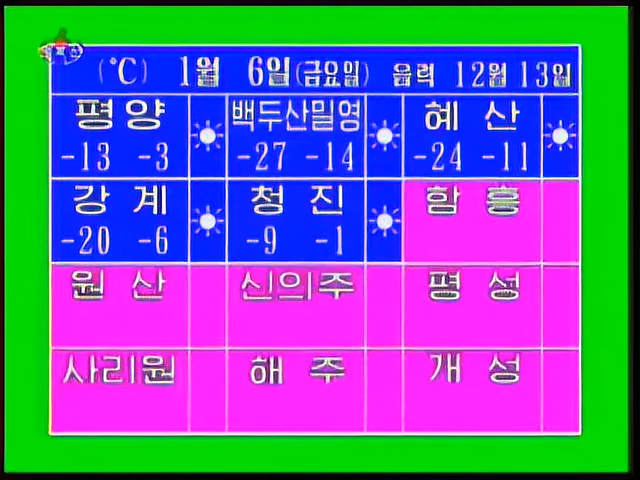 (℃) 1월 6일(금요일) 음력 12월 13일
평양 백두산밀영 혜산
-13 -3 -27 -14 -24 -11
강계 청진 함흥
-20 -6 -9 -1
원산 신의주 평성
사리원 해주 개성